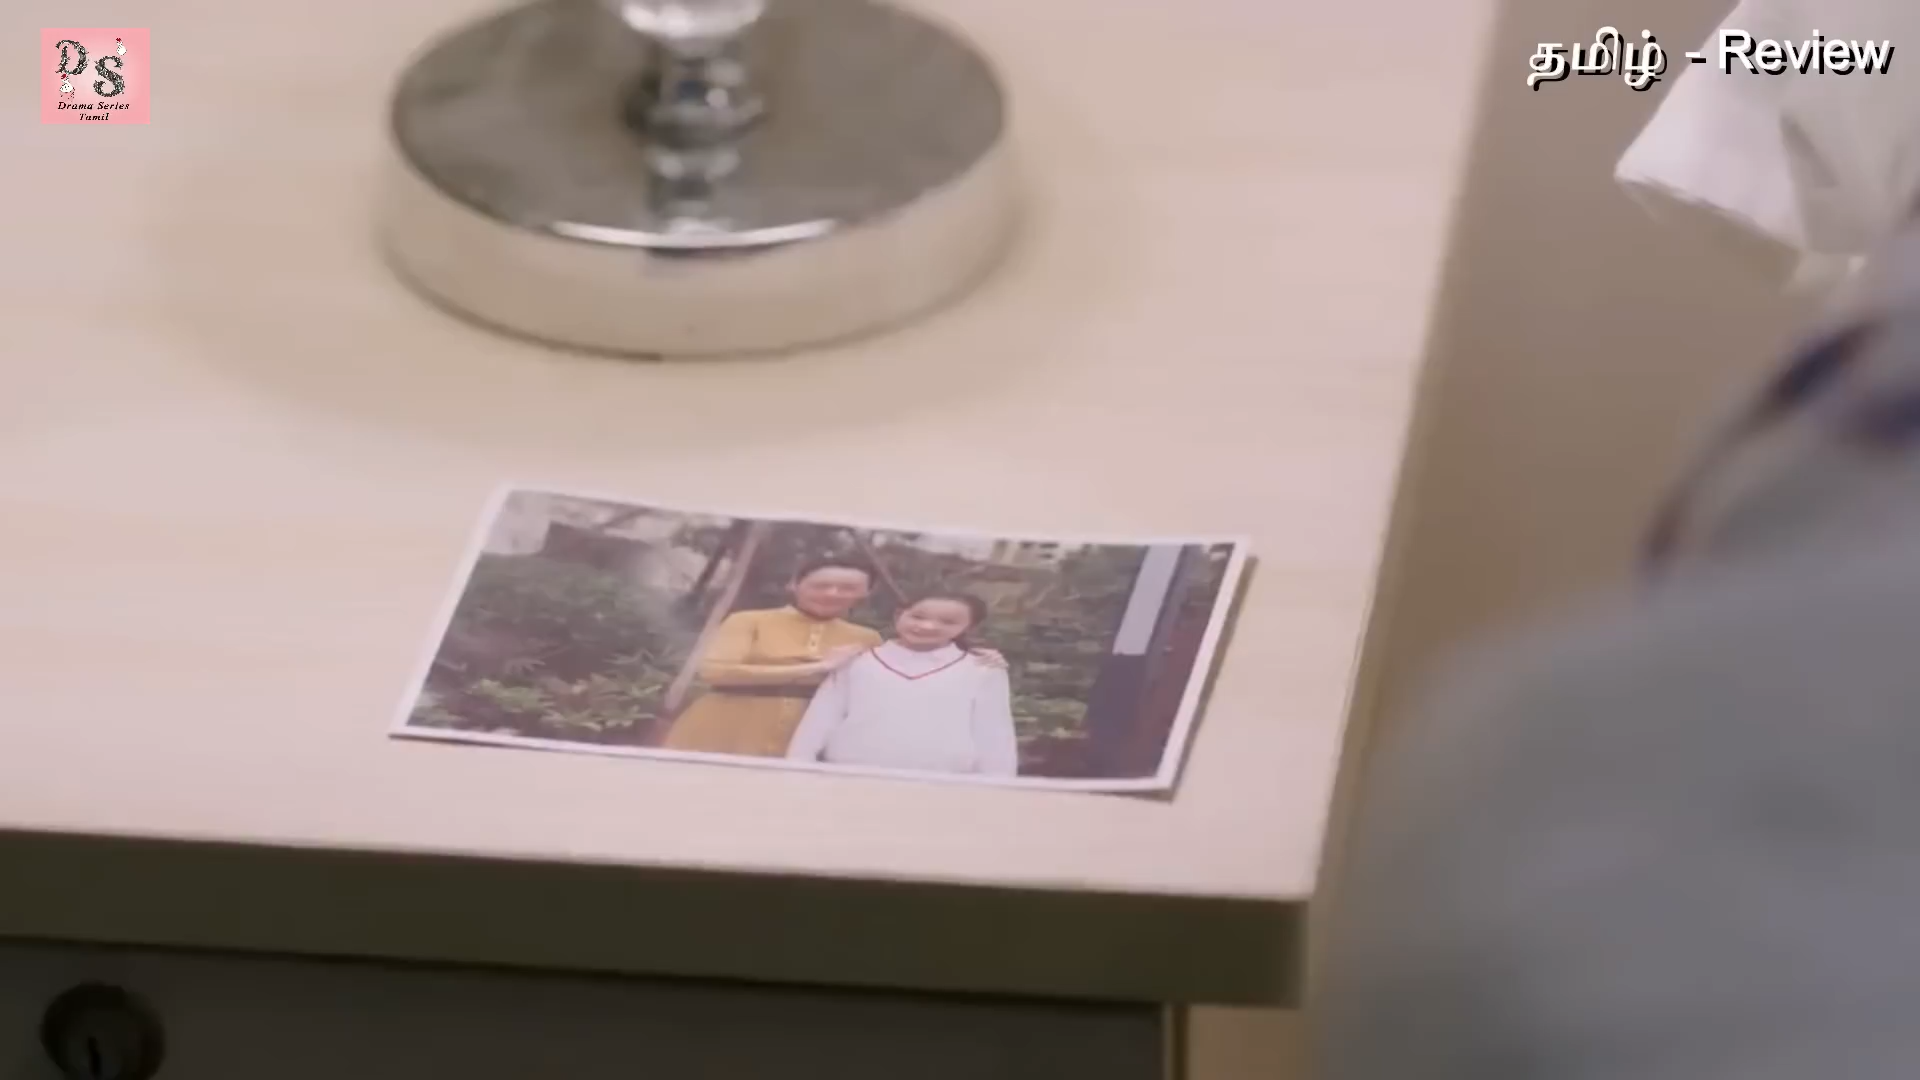 DS
Drama Series
Tamil
தமிழ் - Review